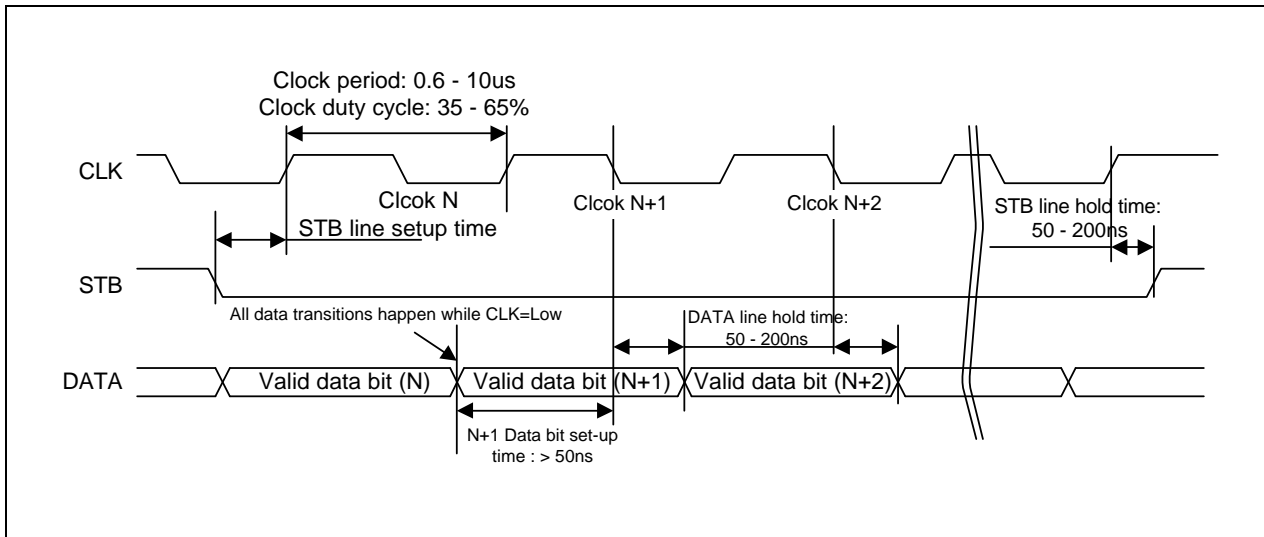 Clock period: 0.6 - 10us
Clock duty cycle: 35 - 65%
CLK
Clcok N
Clcok N+1
Clcok N+2
STB line setup time
STB line hold time:
50 - 200ns
STB
All data transitions happen while CLK=Low
DATA line hold time:
50 - 200ns
DATA
Valid data bit (N)
Valid data bit (N+1)
Valid data bit (N+2)
N+1 Data bit set-up
time : > 50ns